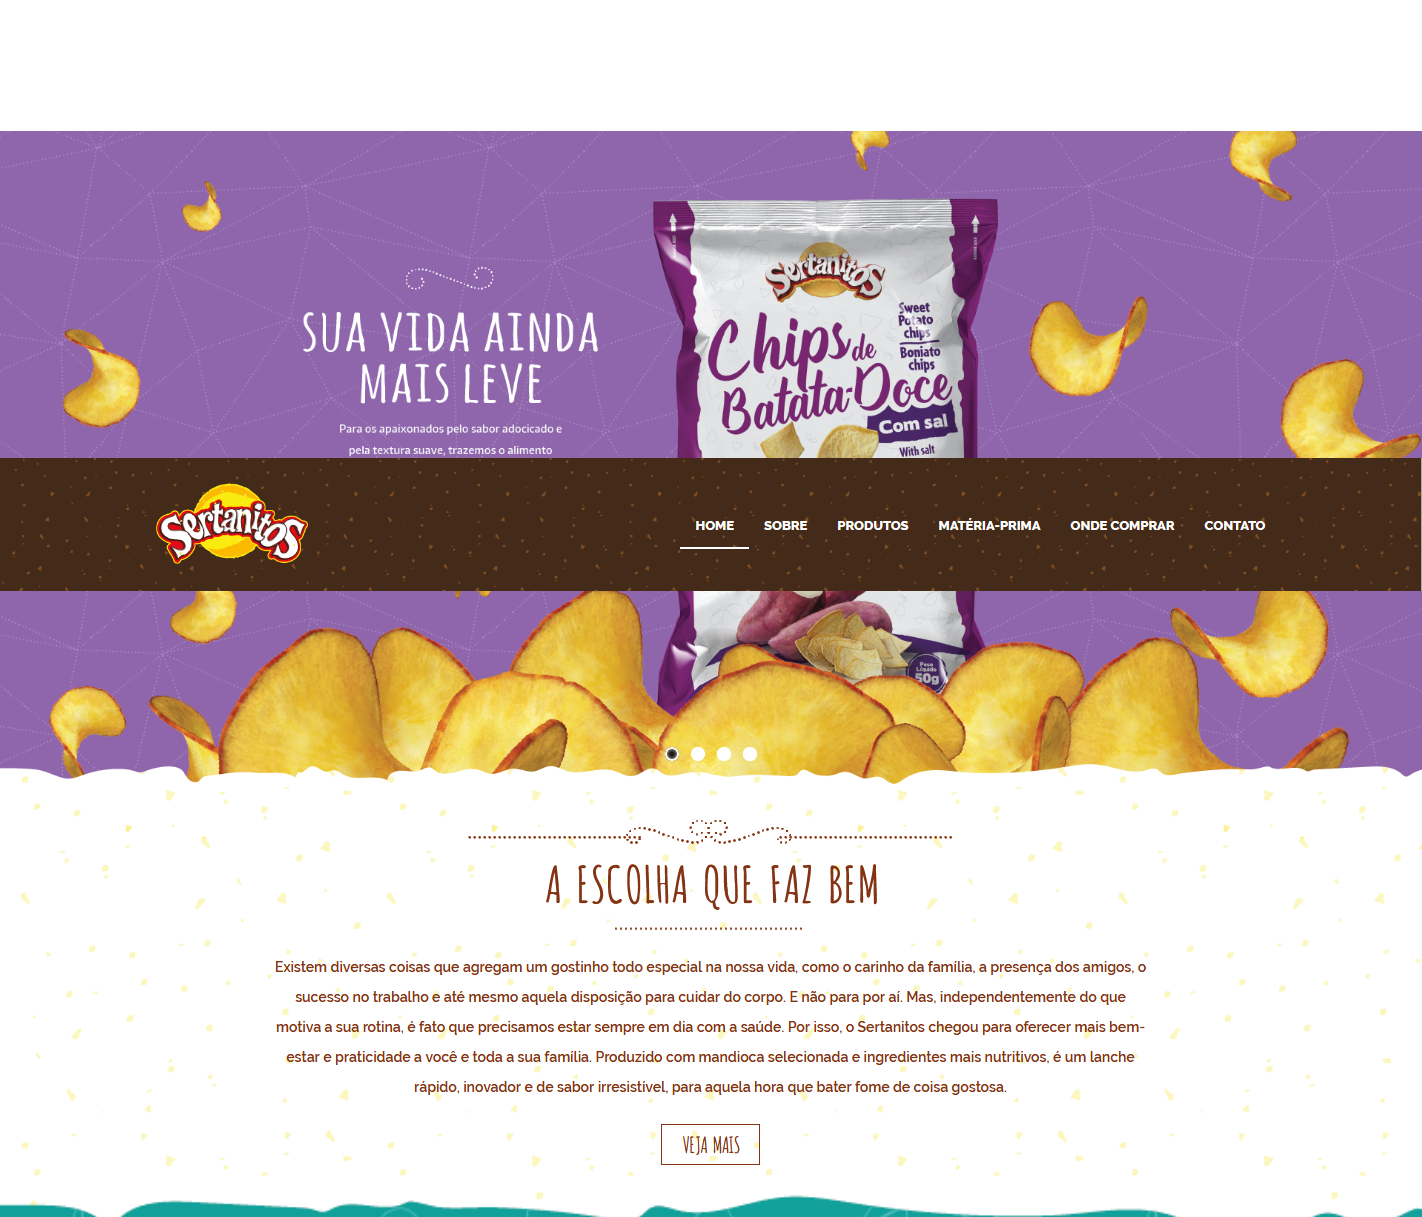 Sertanitos
Sweet
Potato
chips
Boniato
chips
Chips de
Batata-Doce
Com sal
With salt
SUA VIDA AINDA
MAIS LEVE
Para os apaixonados pelo sabor adocicado e
pela textura suave, trazemos o alimento
Sertanitos
HOME SOBRE PRODUTOS MATÉRIA-PRIMA ONDE COMPRAR CONTATO
Peso
Líquido
50g
A ESCOLHA QUE FAZ BEM
Existem diversas coisas que agregam um gostinho todo especial na nossa vida, como o carinho da família, a presença dos amigos, o
sucesso no trabalho e até mesmo aquela disposição para cuidar do corpo. E não para por aí. Mas, independentemente do que
motiva a sua rotina, é fato que precisamos estar sempre em dia com a saúde. Por isso, o Sertanitos chegou para oferecer mais bem-
estar e praticidade a você e toda a sua família. Produzido com mandioca selecionada e ingredientes mais nutritivos, é um lanche
rápido, inovador e de sabor irresistível, para aquela hora que bater fome de coisa gostosa.
VEJA MAIS